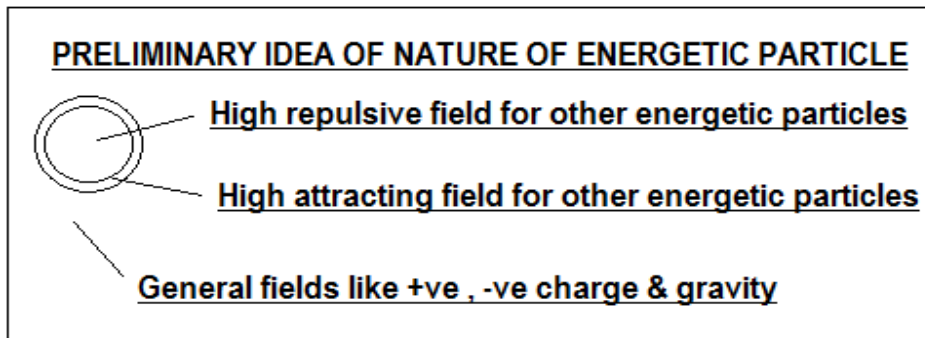 PRELIMINARY IDEA OF NATURE OF ENERGETIC PARTICLE
High repulsive field for other energetic particles
High attracting field for other energetic particles
General fields like +ve , -ve charge & gravity